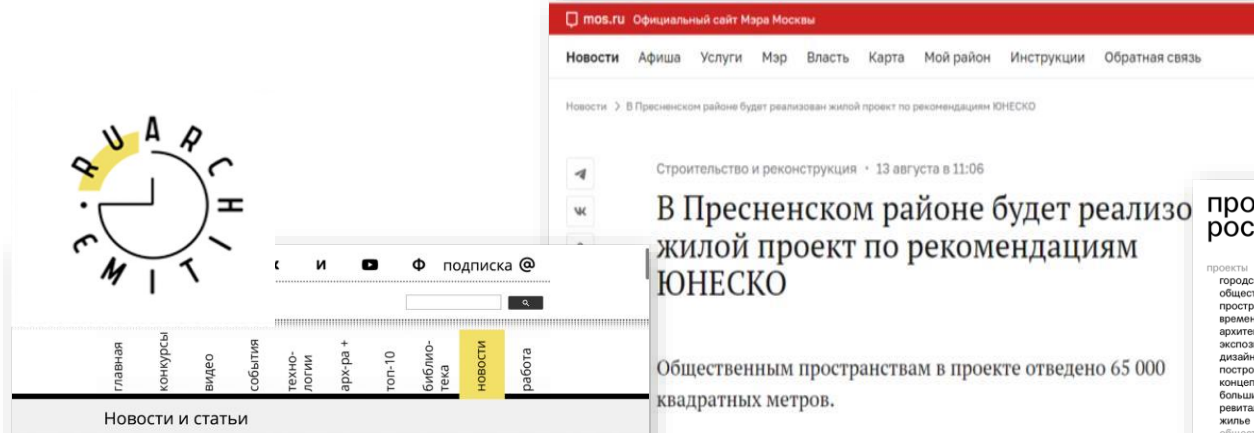 RUARCHITIME
и Ф подписка @
главная
конкурсы
видео
события
техно-
логии
арх-ра +
топ-10
библио-
тека
новости
работа
Новости и статьи
mos.ru Официальный сайт Мэра Москвы
Новости Афиша Услуги Мэр Власть Карта Мой район Инструкции Обратная связь
Новости > В Пресненском районе будет реализован жилой проект по рекомендациям ЮНЕСКО
Строительство и реконструкция • 13 августа в 11:06
В Пресненском районе будет реализо
жилой проект по рекомендациям
ЮНЕСКО
Общественным пространствам в проекте отведено 65 000
квадратных метров.
про
рос
проекты
городс
общест
простра
времен
архитек
экспоз
дизайн
постро
концеп
больши
ревита
жилье